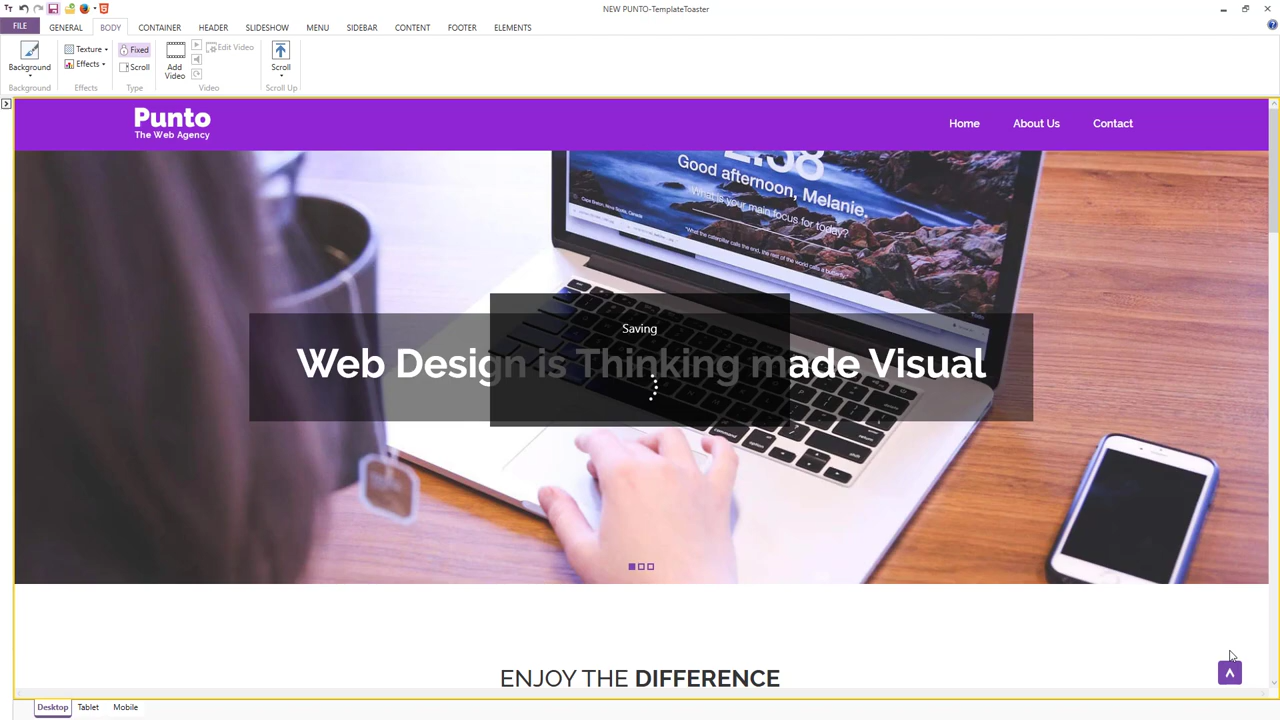 NEW PUNTO-TemplateToaster
FILE GENERAL BODY CONTAINER HEADER SLIDESHOW MENU SIDEBAR CONTENT FOOTER ELEMENTS
Background
Texture
Effects
Fixed
Scroll
Add Video
Edit Video
Scroll
Background Effects Type Video Scroll Up
Punto
The Web Agency
Home About Us Contact
2:38
Good afternoon, Melanie.
What is your main focus for today?
Saving
Web Design is Thinking made Visual
ENJOY THE DIFFERENCE
Desktop Tablet Mobile